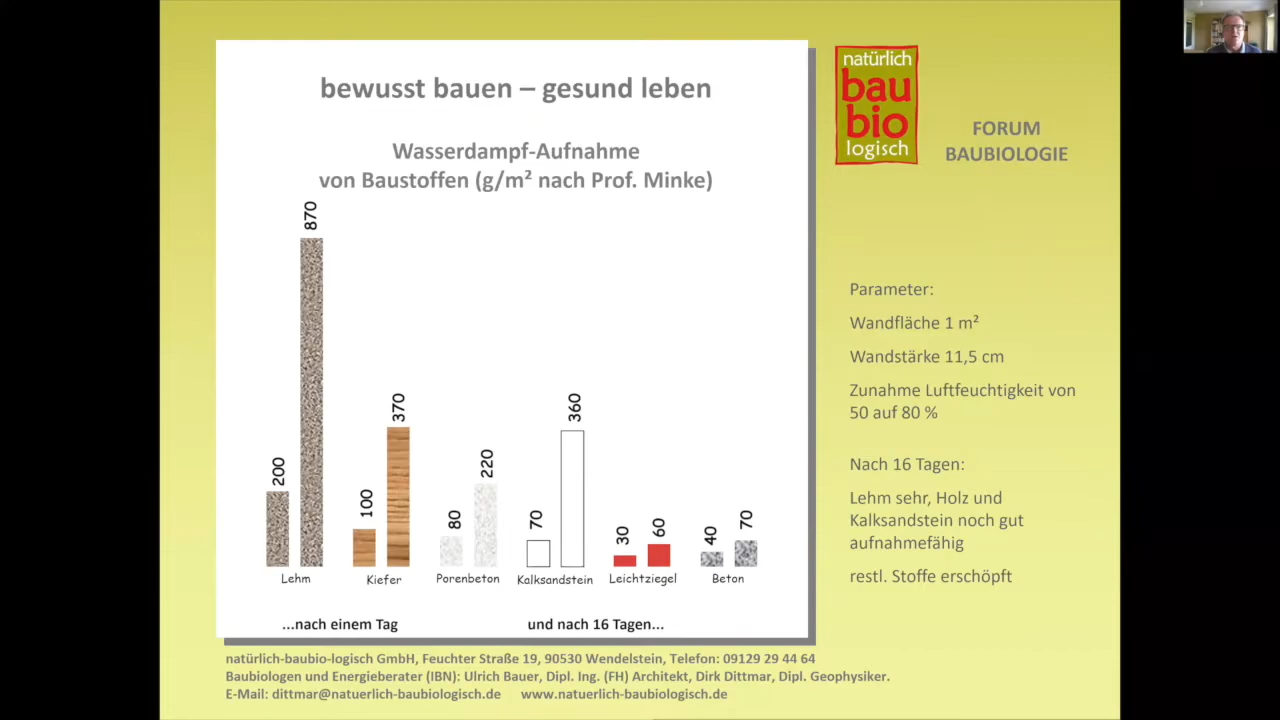 bewusst bauen – gesund leben
Wasserdampf-Aufnahme
von Baustoffen (g/m² nach Prof. Minke)
200
870
100
370
80
220
70
360
30
60
40
70
Lehm
Kiefer
Porenbeton
Kalksandstein
Leichtziegel
Beton
...nach einem Tag
und nach 16 Tagen...
natürlich
bau
bio
logisch
FORUM
BAUBIOLOGIE
Parameter:
Wandfläche 1 m²
Wandstärke 11,5 cm
Zunahme Luftfeuchtigkeit von
50 auf 80 %
Nach 16 Tagen:
Lehm sehr, Holz und
Kalksandstein noch gut
aufnahmefähig
restl. Stoffe erschöpft
natürlich-baubio-logisch GmbH, Feuchter Straße 19, 90530 Wendelstein, Telefon: 09129 29 44 64
Baubiologen und Energieberater (IBN): Ulrich Bauer, Dipl. Ing. (FH) Architekt, Dirk Dittmar, Dipl. Geophysiker.
E-Mail: dittmar@natuerlich-baubiologisch.de www.natuerlich-baubiologisch.de